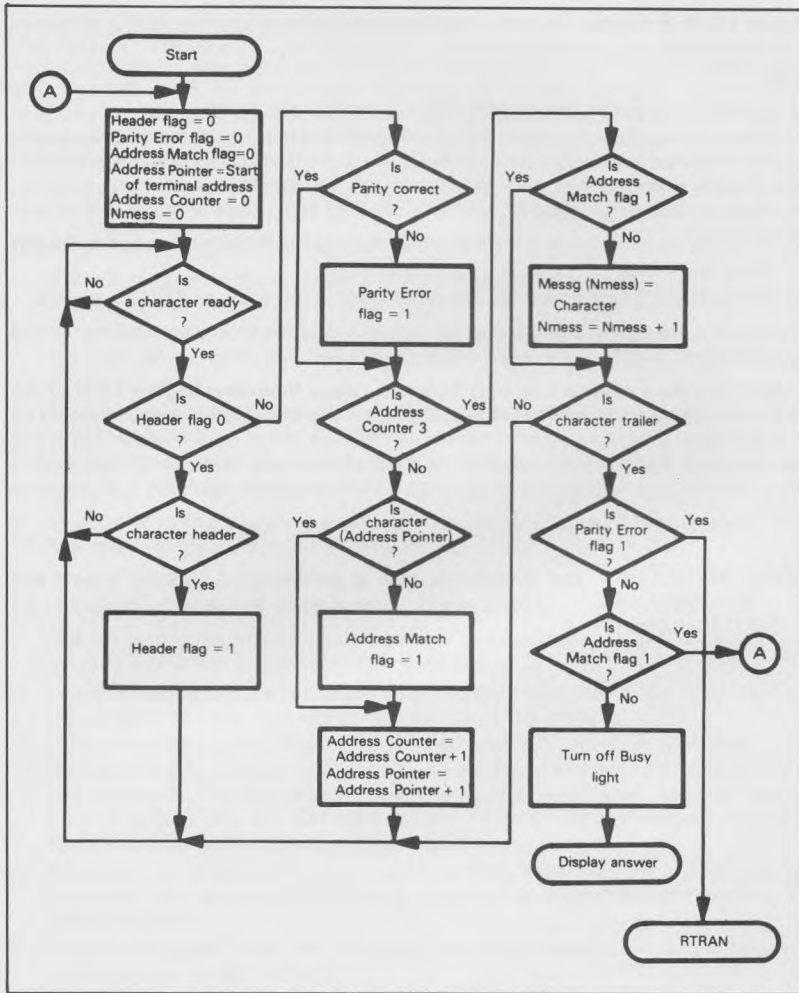 Start
A
Header flag = 0
Parity Error flag = 0
Address Match flag=0
Address Pointer = Start
of terminal address
Address Counter = 0
Nmess = 0
Is
a character ready
?
No
Yes
Is
Header flag 0
?
No
Yes
Is
character header
?
No
Yes
Header flag = 1
Is
Parity correct
?
Yes
No
Parity Error
flag = 1
Is
Address
Counter 3
?
Yes
No
Is
character
(Address Pointer)
?
Yes
No
Address Match
flag = 1
Address Counter =
Address Counter+1
Address Pointer =
Address Pointer + 1
Is
Address
Match flag 1
?
Yes
No
Messg (Nmess) =
Character
Nmess = Nmess + 1
Is
character trailer
?
No
Yes
Is
Parity Error
flag 1
?
Yes
No
Is
Address
Match flag 1
?
Yes
A
No
Turn off Busy
light
Display answer
RTRAN